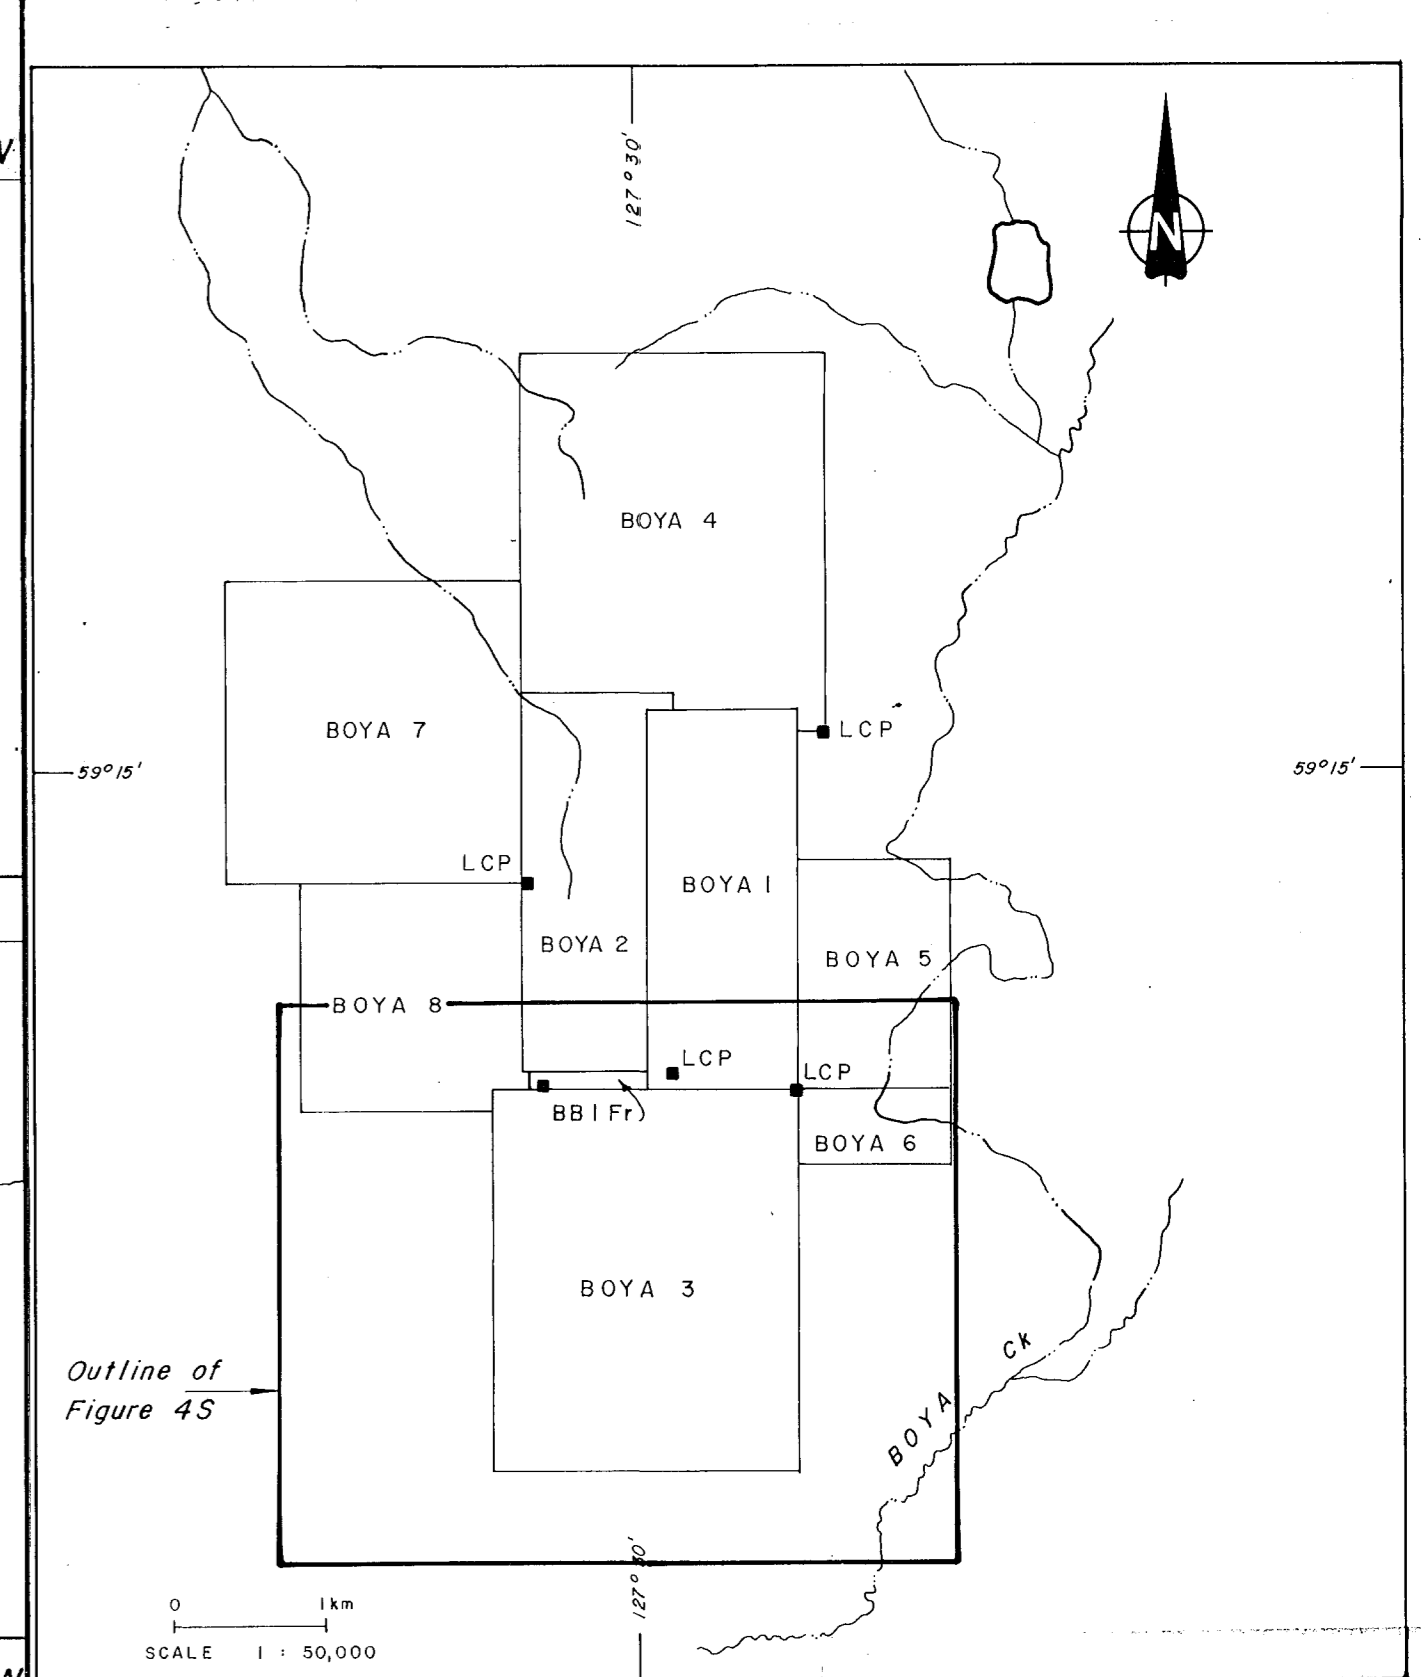 127°30'
N
BOYA 4
BOYA 7
LCP
59°15'
59°15'
LCP
BOYA 1
BOYA 2
BOYA 5
BOYA 8
LCP
LCP
BB 1 Fr
BOYA 6
BOYA 3
Outline of
Figure 4S
BOYA Ck
127°30'
0 1km
SCALE 1 : 50,000